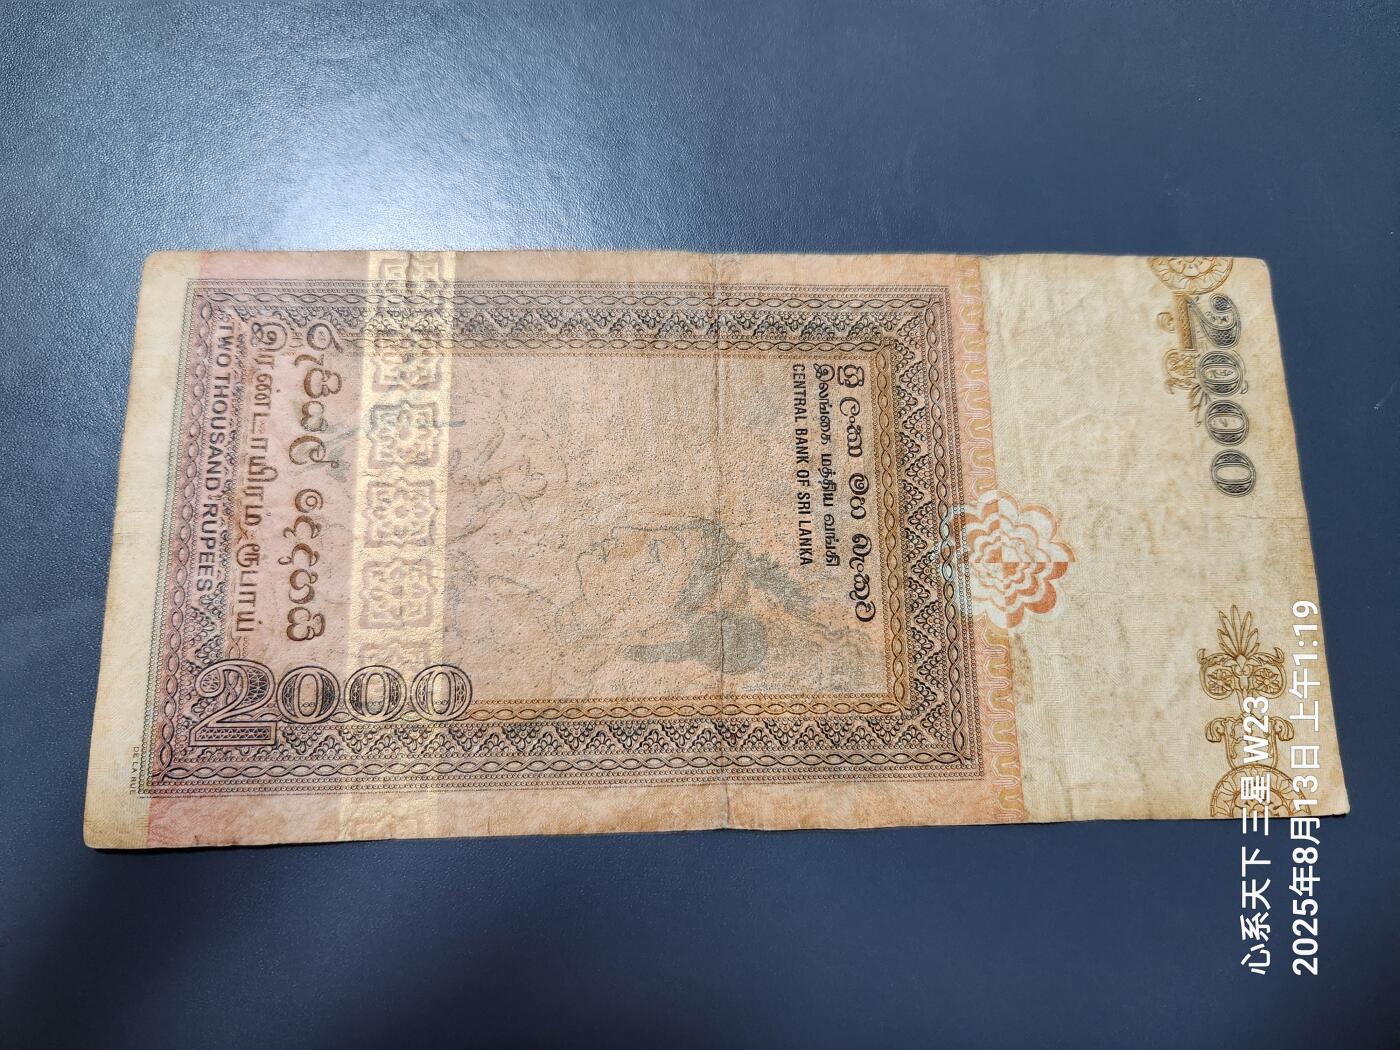 ශ්‍රී ලංකා මහ බැංකුව
இலங்கை மத்திய வங்கி
CENTRAL BANK OF SRI LANKA
2000
රුපියල් දෙදහසයි
இரண்டாயிரம் ரூபாய்
TWO THOUSAND RUPEES
2000
DE LA RUE
心系天下 三星 W23
2025年8月13日 上午1:19